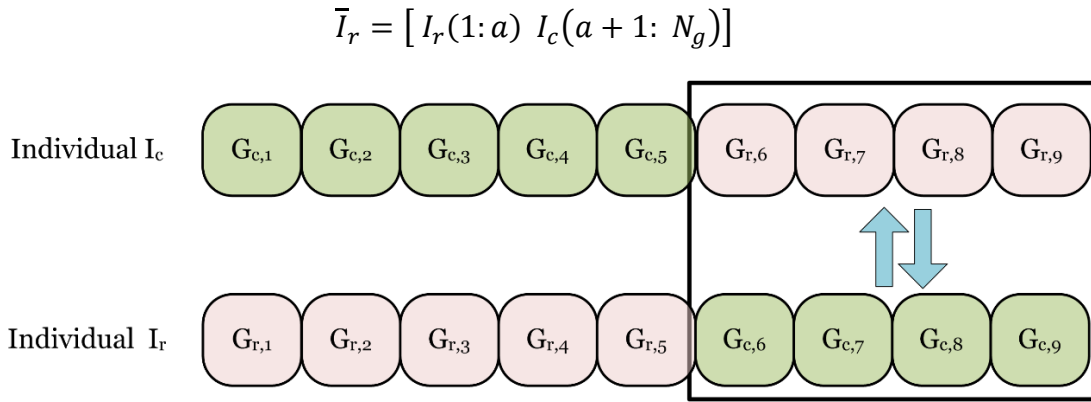 Ī_r = [ I_r(1: a) I_c(a + 1: N_g)]
Individual I_c G_c,1 G_c,2 G_c,3 G_c,4 G_c,5 G_r,6 G_r,7 G_r,8 G_r,9
Individual I_r G_r,1 G_r,2 G_r,3 G_r,4 G_r,5 G_c,6 G_c,7 G_c,8 G_c,9